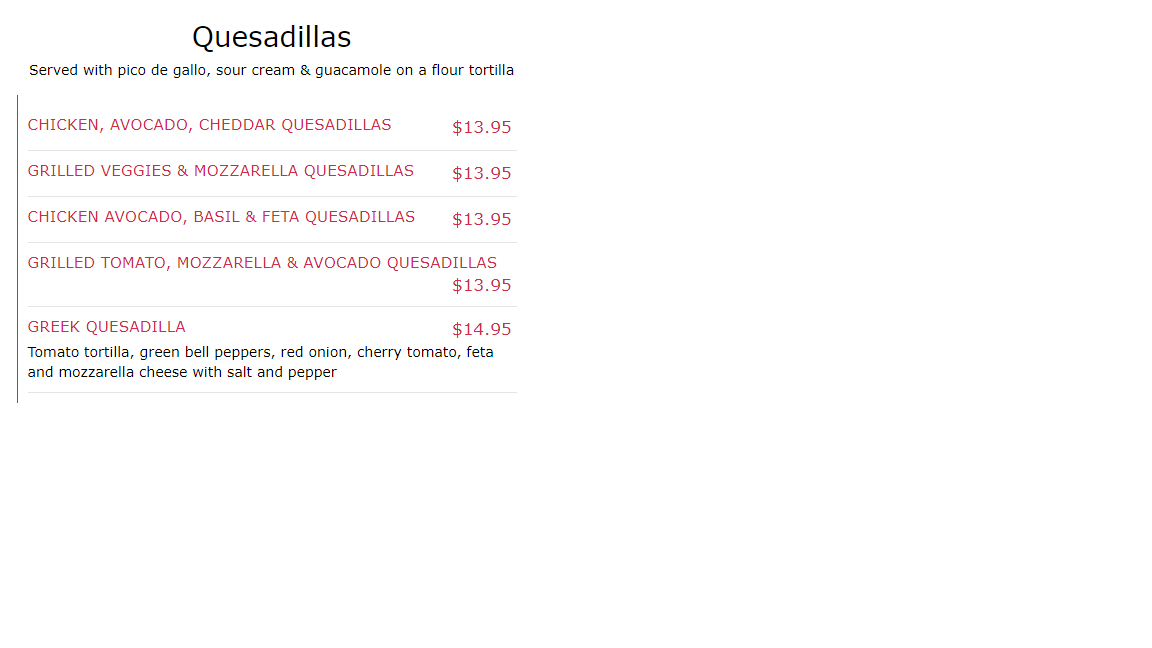 Quesadillas
Served with pico de gallo, sour cream & guacamole on a flour tortilla
CHICKEN, AVOCADO, CHEDDAR QUESADILLAS $13.95
GRILLED VEGGIES & MOZZARELLA QUESADILLAS $13.95
CHICKEN AVOCADO, BASIL & FETA QUESADILLAS $13.95
GRILLED TOMATO, MOZZARELLA & AVOCADO QUESADILLAS
$13.95
GREEK QUESADILLA $14.95
Tomato tortilla, green bell peppers, red onion, cherry tomato, feta
and mozzarella cheese with salt and pepper